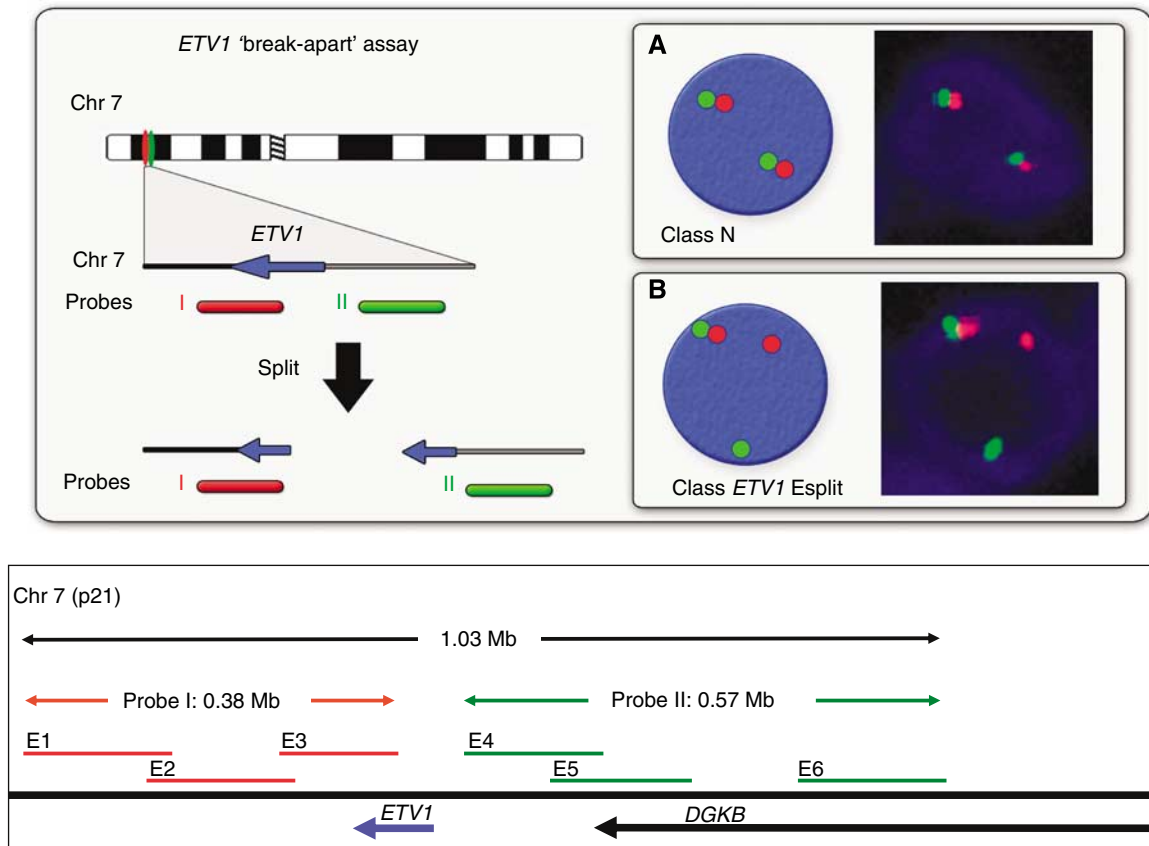 ETV1 ‘break-apart’ assay
Chr 7
ETV1
Chr 7
Probes I II
Split
Probes I II
A
Class N
B
Class ETV1 Esplit
Chr 7 (p21)
1.03 Mb
Probe I: 0.38 Mb Probe II: 0.57 Mb
E1 E3 E4
E2 E5 E6
ETV1 DGKB